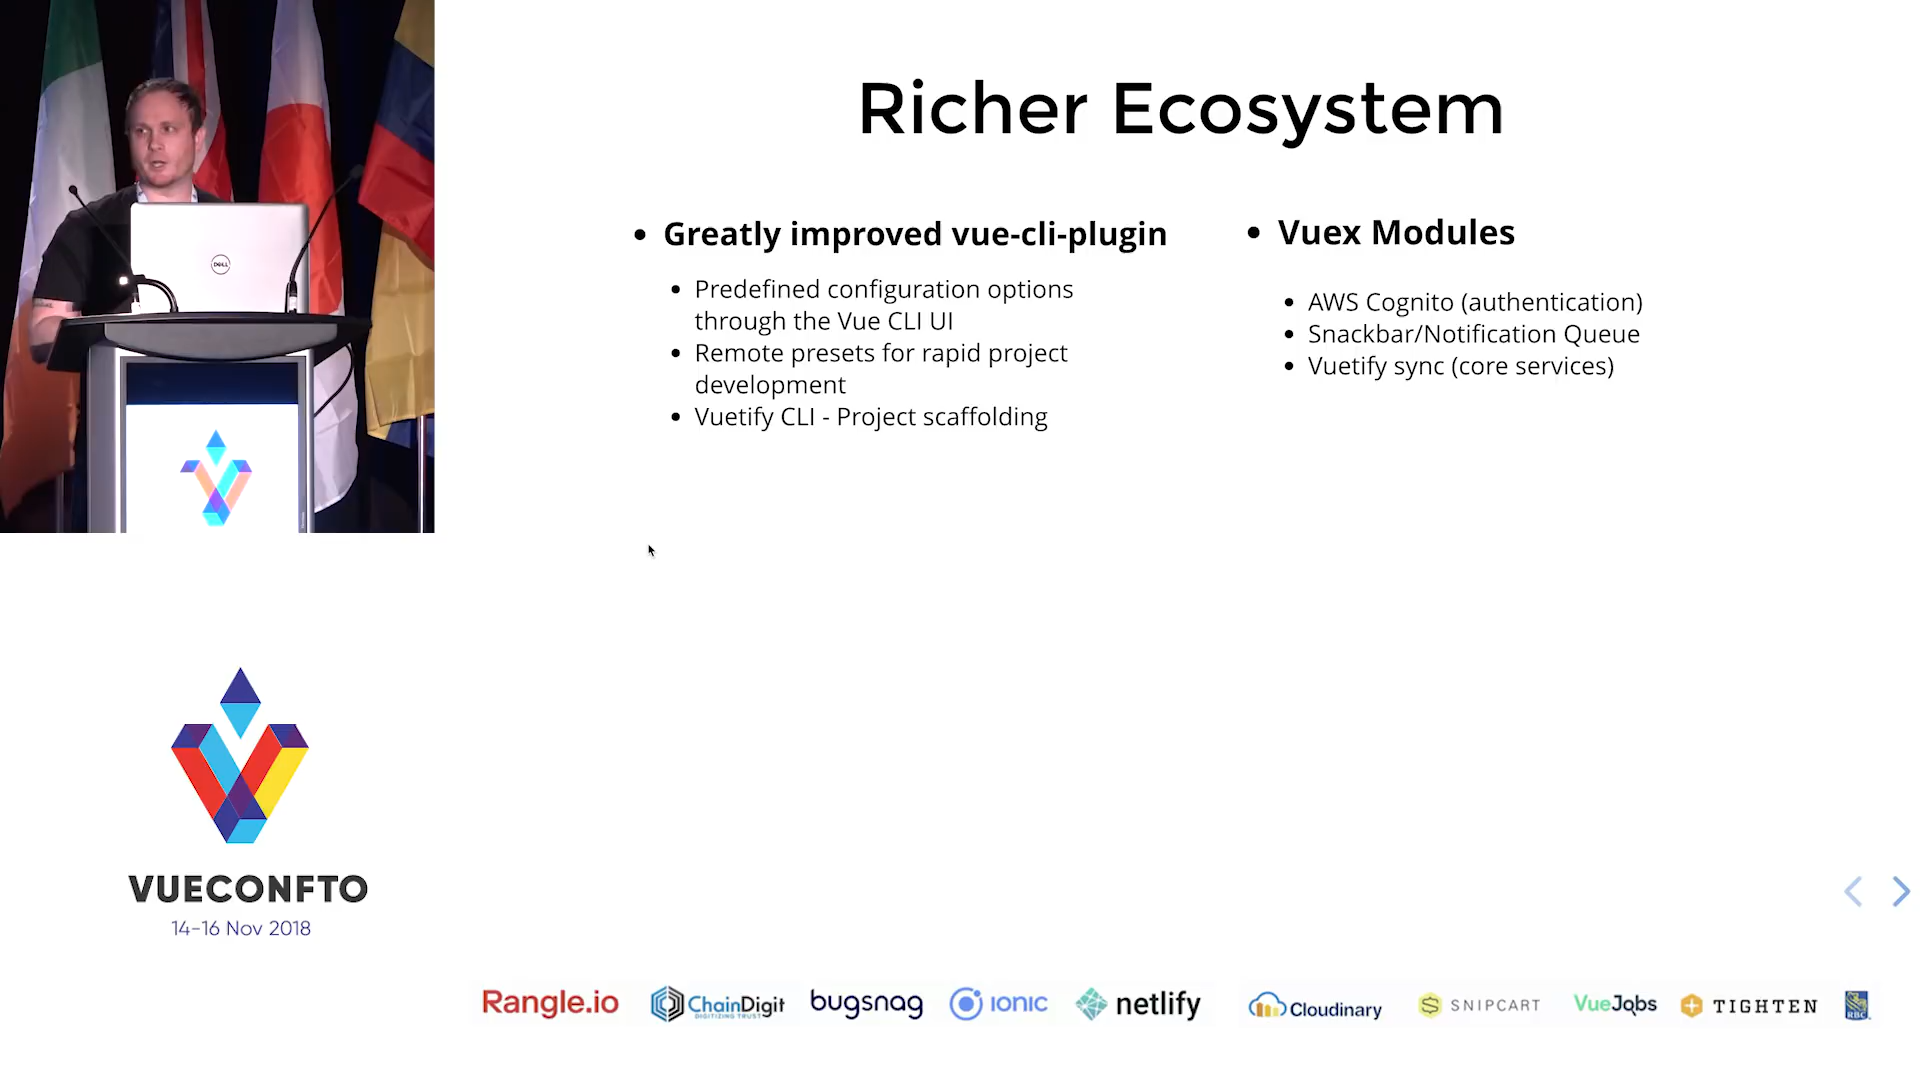 Richer Ecosystem
• Greatly improved vue-cli-plugin
• Predefined configuration options
through the Vue CLI UI
• Remote presets for rapid project
development
• Vuetify CLI - Project scaffolding
• Vuex Modules
• AWS Cognito (authentication)
• Snackbar/Notification Queue
• Vuetify sync (core services)
DELL
VUECONFTO
14-16 Nov 2018
Rangle.io
ChainDigit
DIGITIZING TRUST
bugsnag
ionic
netlify
Cloudinary
SNIPCART
VueJobs
TIGHTEN
RBC